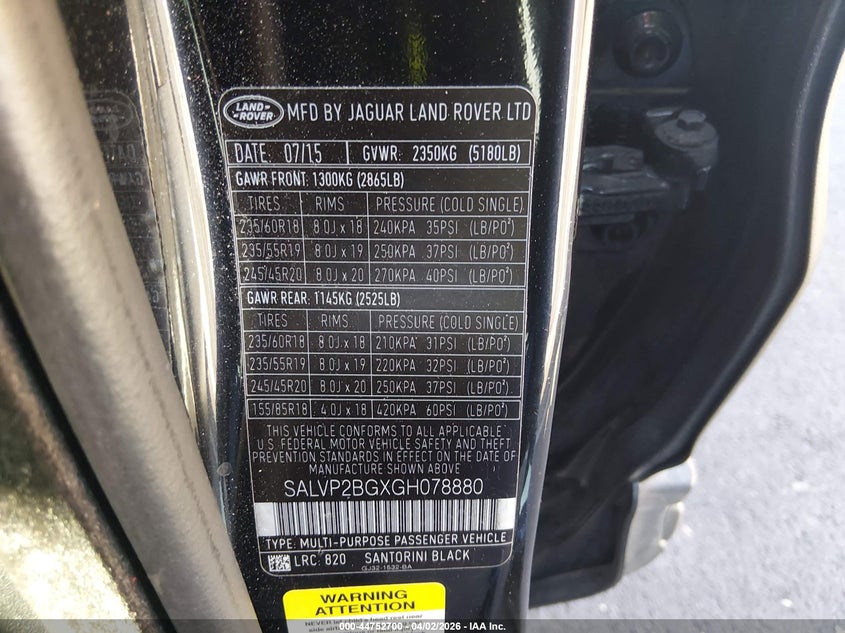 LAND-
ROVER
MFD BY JAGUAR LAND ROVER LTD
DATE: 07/15 GVWR: 2350KG (5180LB)
GAWR FRONT: 1300KG (2865LB)
TIRES RIMS PRESSURE (COLD SINGLE)
235/60R18 8.0J x 18 240KPA 35PSI (LB/PO²)
235/55R19 8.0J x 19 250KPA 37PSI (LB/PO²)
245/45R20 8.0J x 20 270KPA 40PSI (LB/PO²)
GAWR REAR: 1145KG (2525LB)
TIRES RIMS PRESSURE (COLD SINGLE)
235/60R18 8.0J x 18 210KPA 31PSI (LB/PO²)
235/55R19 8.0J x 19 220KPA 32PSI (LB/PO²)
245/45R20 8.0J x 20 250KPA 37PSI (LB/PO²)
155/85R18 4.0J x 18 420KPA 60PSI (LB/PO²)
THIS VEHICLE CONFORMS TO ALL APPLICABLE
U.S. FEDERAL MOTOR VEHICLE SAFETY AND THEFT
PREVENTION STANDARDS IN EFFECT ON THE DATE OF
MANUFACTURE SHOWN ABOVE
SALVP2BGXGH078880
TYPE: MULTI-PURPOSE PASSENGER VEHICLE
LRC: 820 SANTORINI BLACK
GJ32-1532-BA
WARNING
ATTENTION
000-44752700 - 04/02/2026 - IAA Inc.